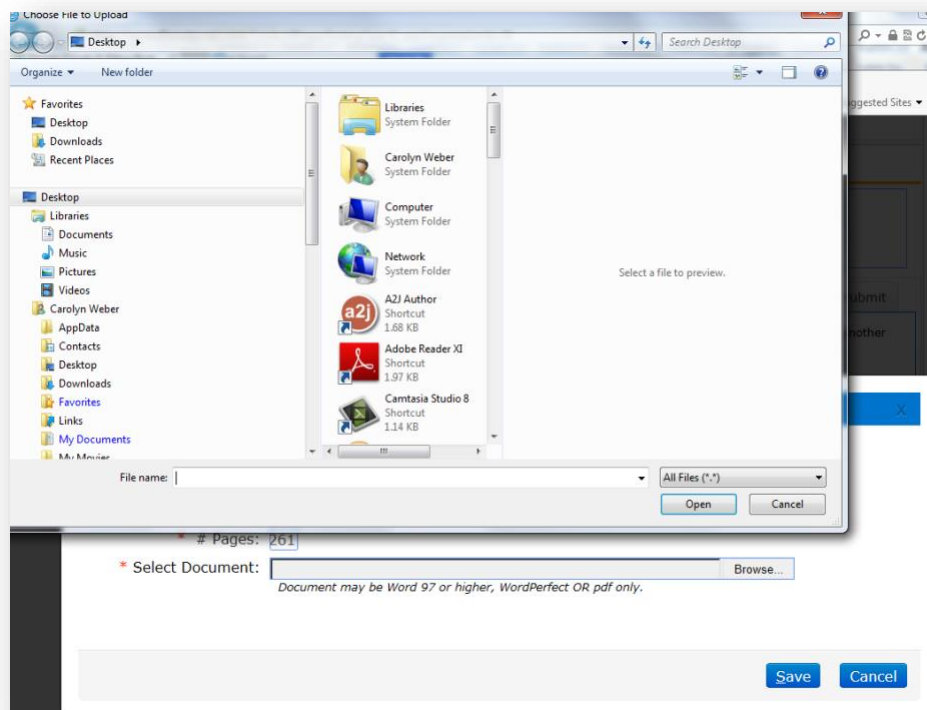 Choose File to Upload
Desktop
Search Desktop
Organize
New folder
ggested Sites
Favorites
Desktop
Downloads
Recent Places
Desktop
Libraries
Documents
Music
Pictures
Videos
Carolyn Weber
AppData
Contacts
Desktop
Downloads
Favorites
Links
My Documents
My Movies
Libraries
System Folder
Carolyn Weber
System Folder
Computer
System Folder
Network
System Folder
a2j
A2J Author
Shortcut
1.68 KB
Adobe Reader XI
Shortcut
1.97 KB
Camtasia Studio 8
Shortcut
1.14 KB
Select a file to preview.
ubmit
nother
X
File name:
All Files (*.*)
Open
Cancel
* # Pages: 261
* Select Document:
Browse...
Document may be Word 97 or higher, WordPerfect OR pdf only.
Save
Cancel